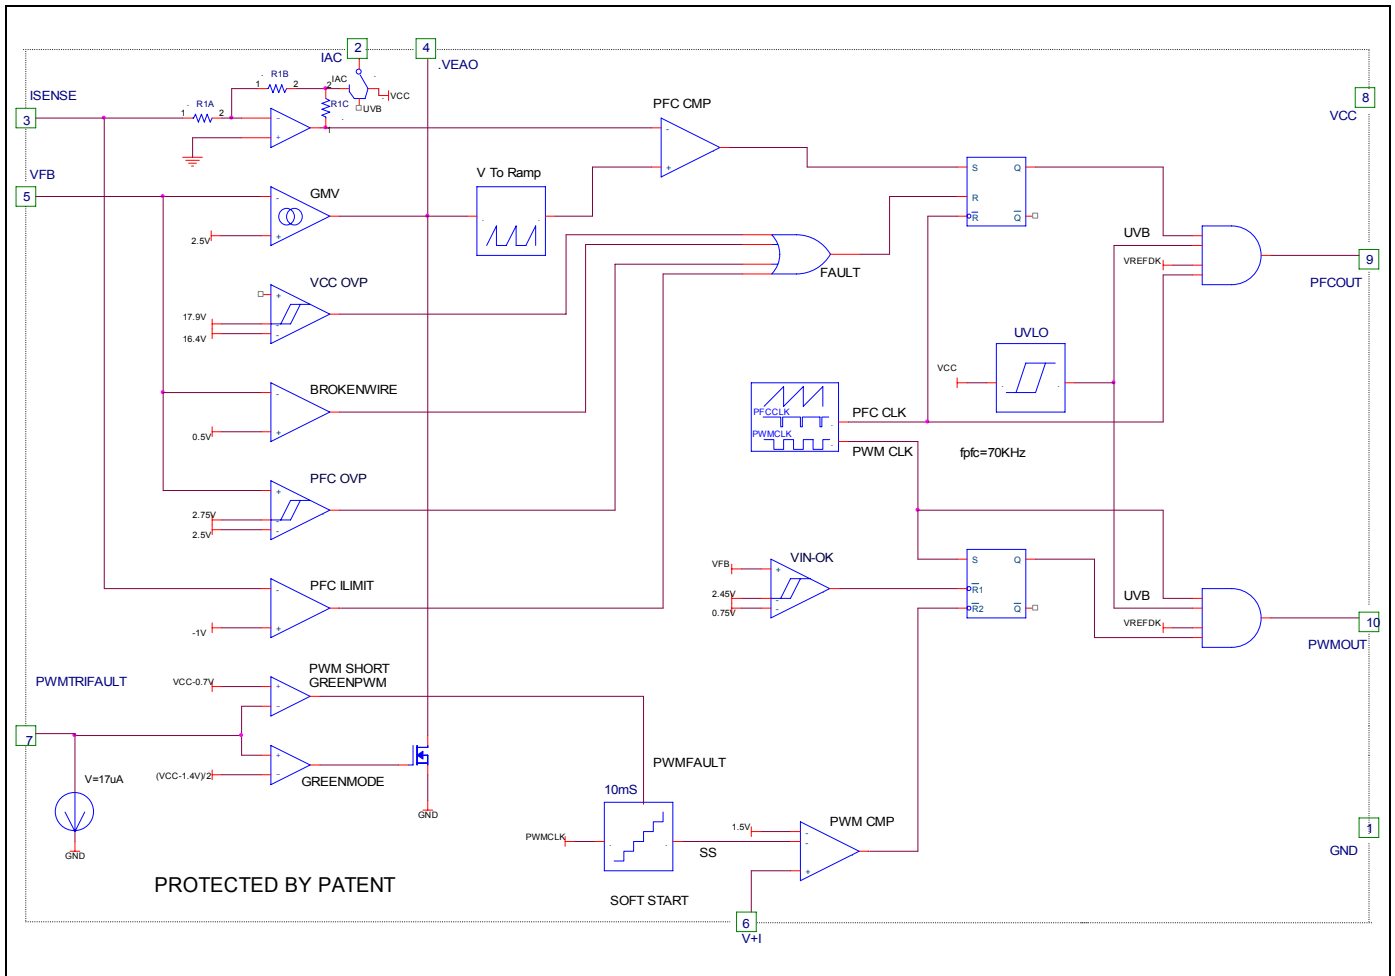 2
IAC
4
.VEAO
R1B
1
2
2
IAC
VCC
UVB
R1C
1
ISENSE
3
R1A
1
2
-
+
PFC CMP
-
+
8
VCC
VFB
5
GMV
-
+
2.5V
V To Ramp
S
Q
R
R
Q
UVB
VREFDK
9
PFCOUT
FAULT
VCC OVP
+
-
-
17.9V
16.4V
UVLO
VCC
BROKENWIRE
-
+
0.5V
PFCCLK
PWMCLK
PFC CLK
PWM CLK
fpfc=70KHz
PFC OVP
+
-
-
2.75V
2.5V
VIN-OK
VFB
+
2.45V
-
0.75V
-
S
Q
R1
R2
Q
PFC ILIMIT
-
+
-1V
UVB
VREFDK
10
PWMOUT
PWMTRIFAULT
7
VCC-0.7V
+
-
PWM SHORT
GREENPWM
(VCC-1.4V)/2
+
-
GREENMODE
V=17uA
GND
GND
PWMFAULT
10mS
PWMCLK
SS
SOFT START
1.5V
-
-
+
PWM CMP
6
V+I
1
GND
PROTECTED BY PATENT